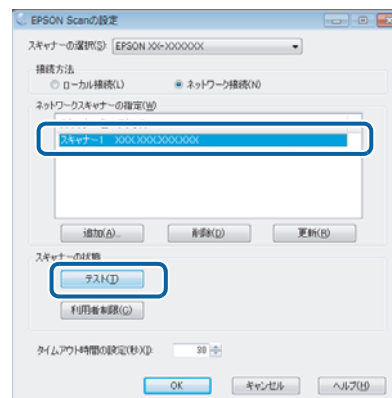 EPSON Scanの設定
スキャナーの選択(S): EPSON XX-XXXXXX
接続方法
ローカル接続(L) ネットワーク接続(N)
ネットワークスキャナーの指定(W)
スキャナー1 XXX.XXX.XXX.XXX
追加(A)... 削除(D) 更新(R)
スキャナーの状態
テスト(T)
利用者制限(C)
タイムアウト時間の設定(秒)(I): 30
OK キャンセル ヘルプ(H)